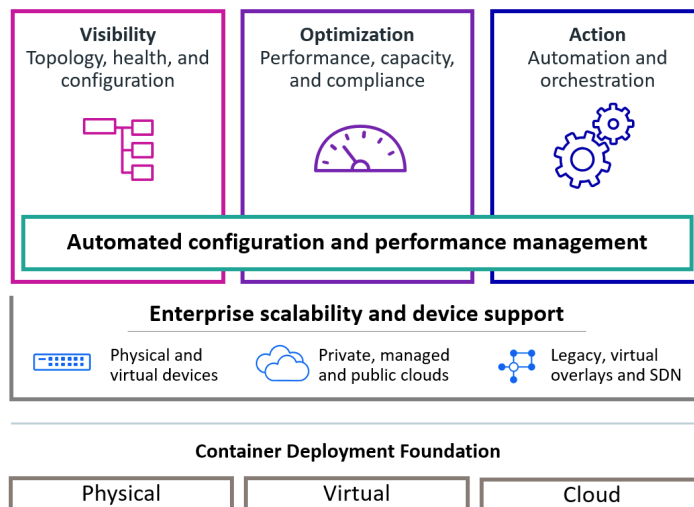 Visibility
Topology, health, and
configuration
Optimization
Performance, capacity,
and compliance
Action
Automation and
orchestration
Automated configuration and performance management
Enterprise scalability and device support
Physical and
virtual devices
Private, managed
and public clouds
Legacy, virtual
overlays and SDN
Container Deployment Foundation
Physical
Virtual
Cloud